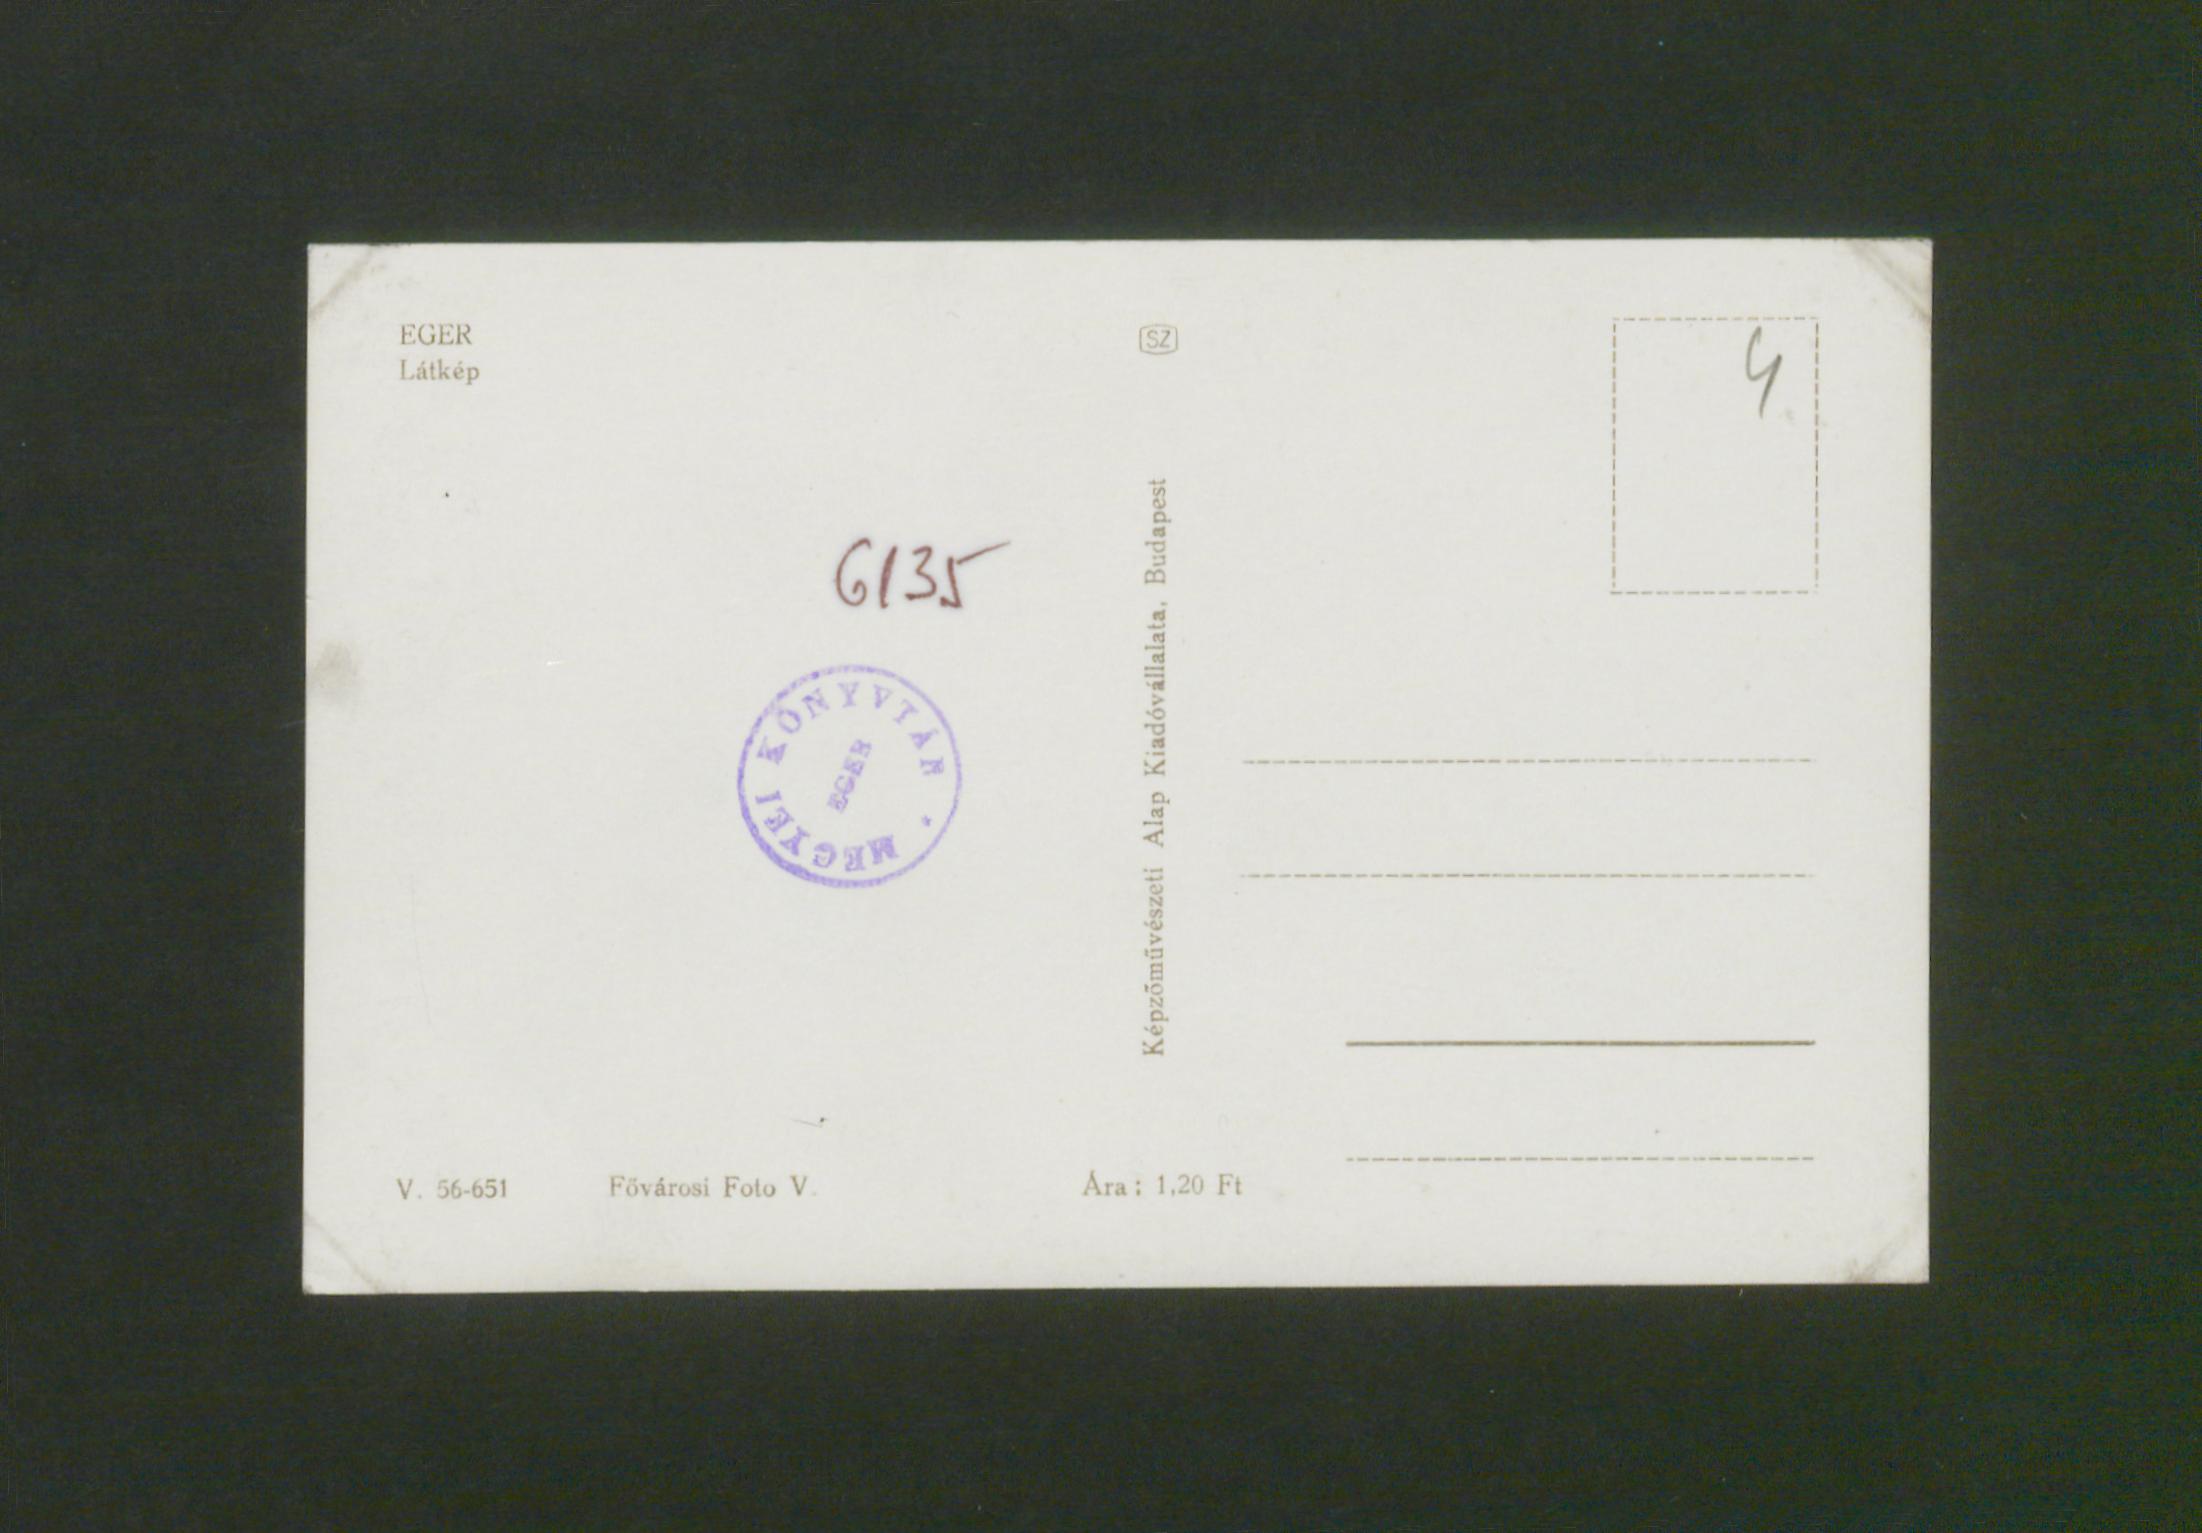 EGER
Látkép
SZ
4
6135
MEGYEI KÖNYVTÁR *
EGER
Képzőművészeti Alap Kiadóvállalata, Budapest
V. 56-651
Fővárosi Foto V.
Ára: 1,20 Ft